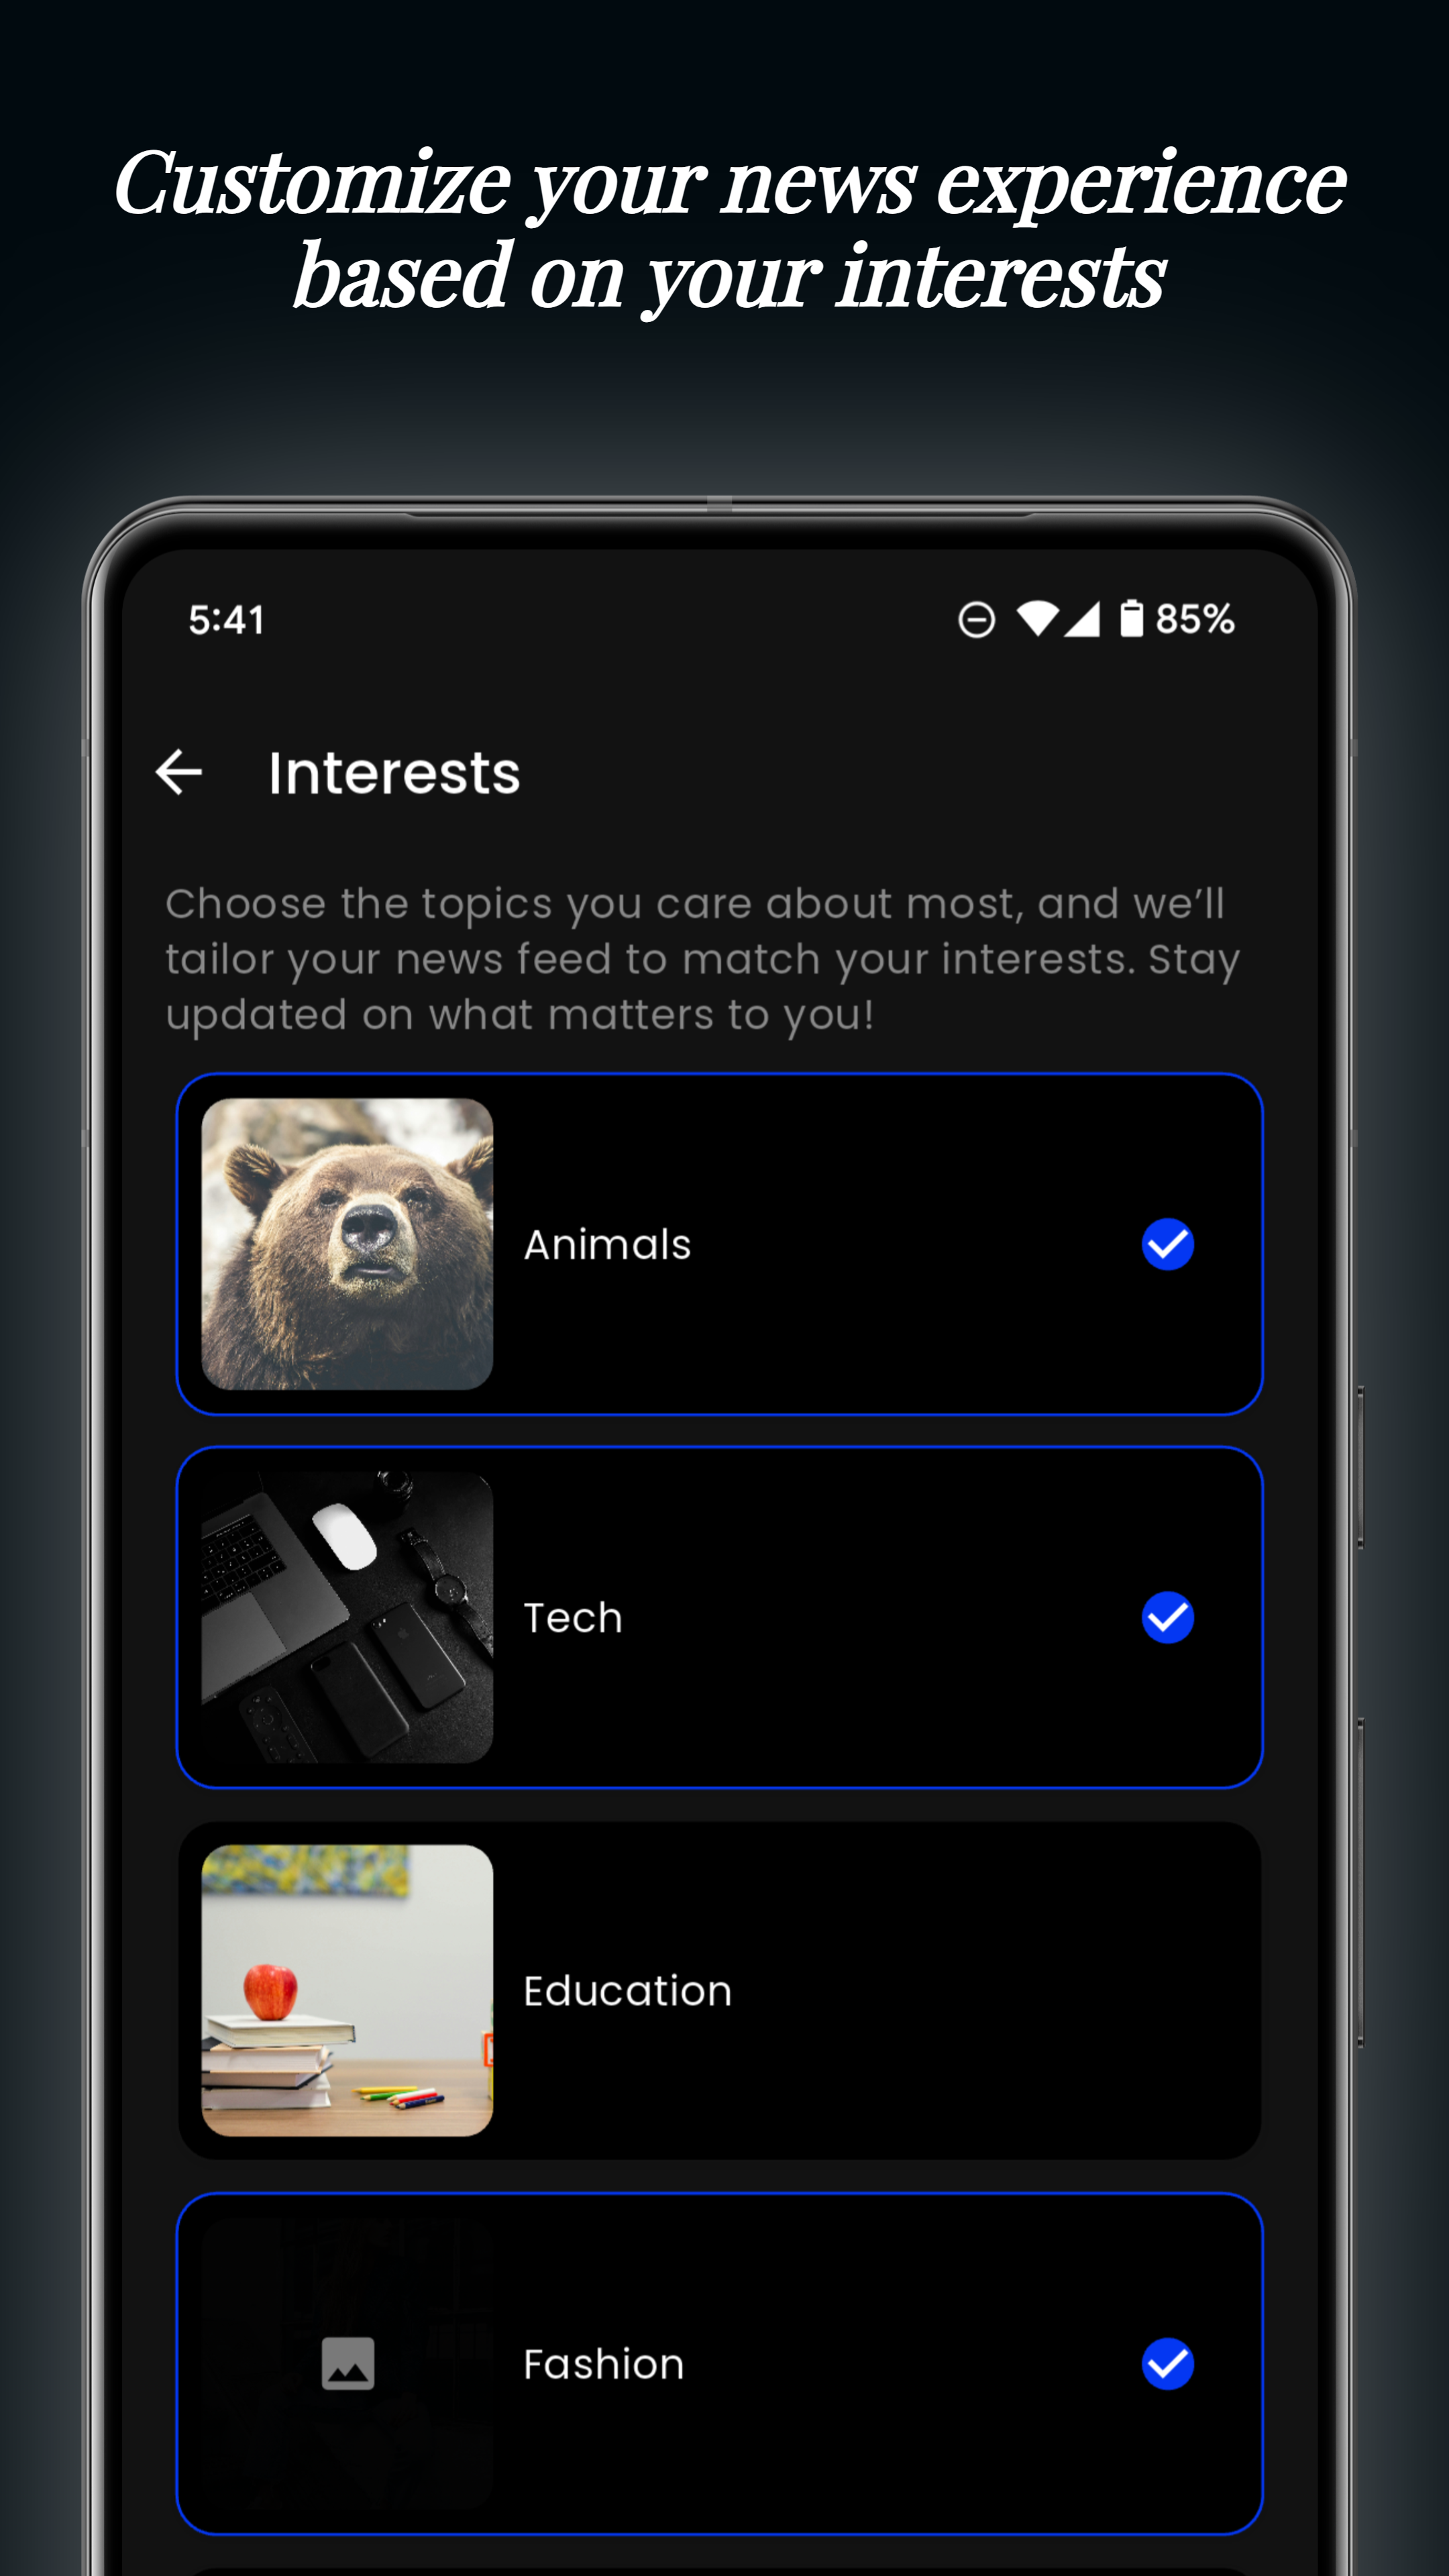 Customize your news experience
based on your interests
5:41
85%
Interests
Choose the topics you care about most, and we’ll
tailor your news feed to match your interests. Stay
updated on what matters to you!
Animals
Tech
Education
Fashion